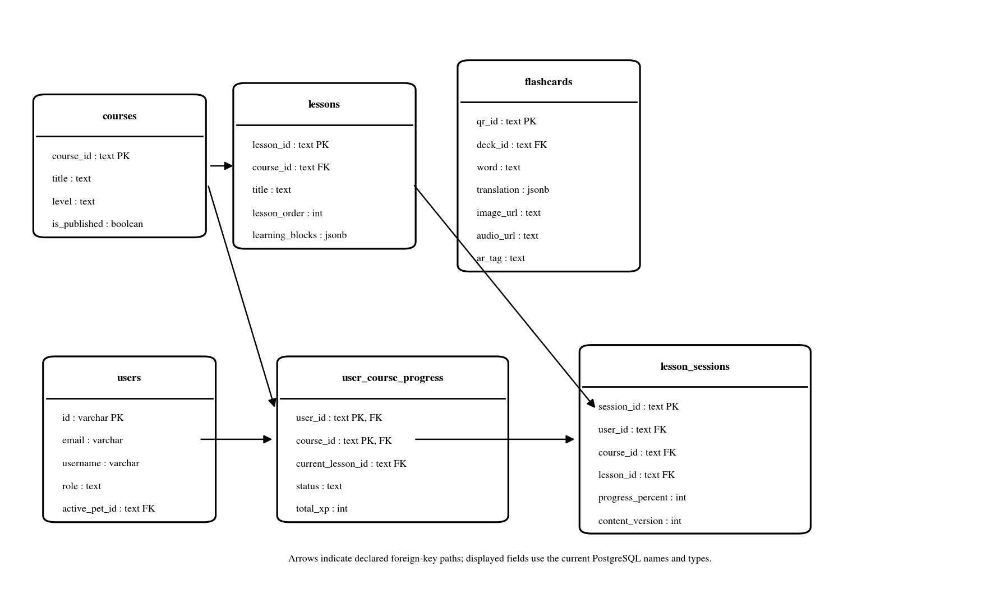 courses
course_id : text PK
title : text
level : text
is_published : boolean
lessons
lesson_id : text PK
course_id : text FK
title : text
lesson_order : int
learning_blocks : jsonb
flashcards
qr_id : text PK
deck_id : text FK
word : text
translation : jsonb
image_url : text
audio_url : text
ar_tag : text
users
id : varchar PK
email : varchar
username : varchar
role : text
active_pet_id : text FK
user_course_progress
user_id : text PK, FK
course_id : text PK, FK
current_lesson_id : text FK
status : text
total_xp : int
lesson_sessions
session_id : text PK
user_id : text FK
course_id : text FK
lesson_id : text FK
progress_percent : int
content_version : int
Arrows indicate declared foreign-key paths; displayed fields use the current PostgreSQL names and types.